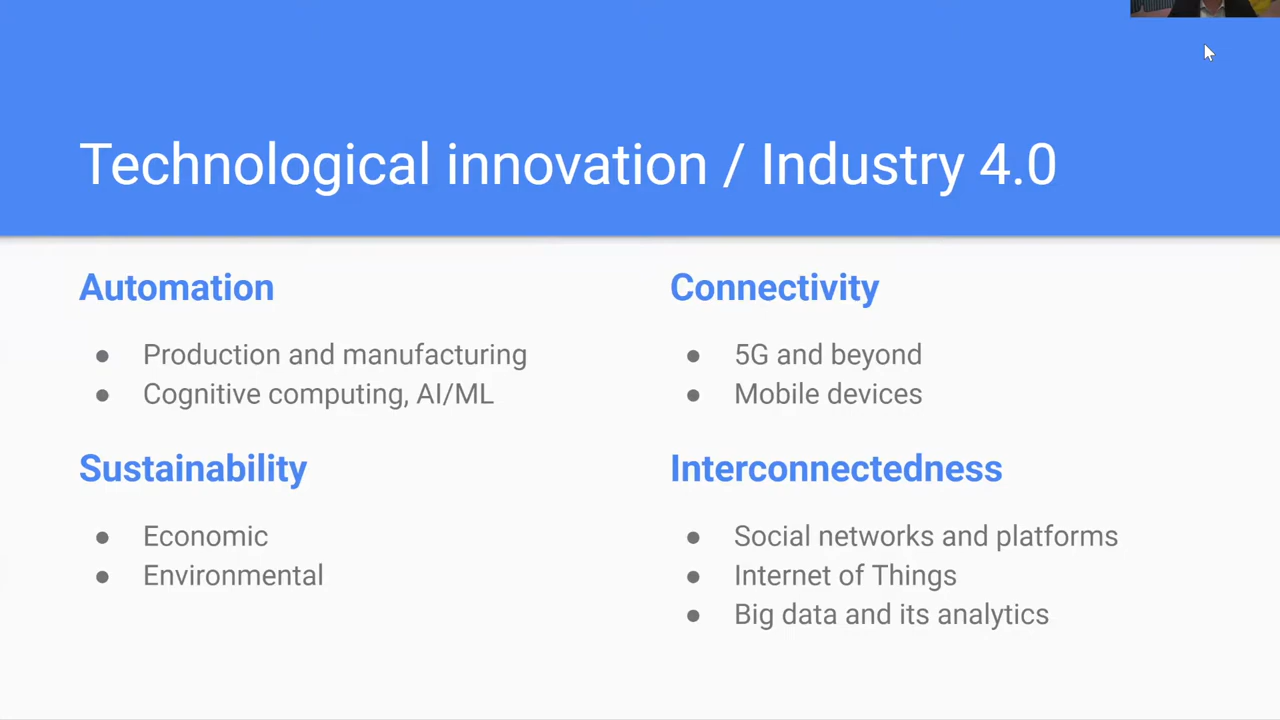 Technological innovation / Industry 4.0
Automation
Production and manufacturing
Cognitive computing, AI/ML
Sustainability
Economic
Environmental
Connectivity
5G and beyond
Mobile devices
Interconnectedness
Social networks and platforms
Internet of Things
Big data and its analytics